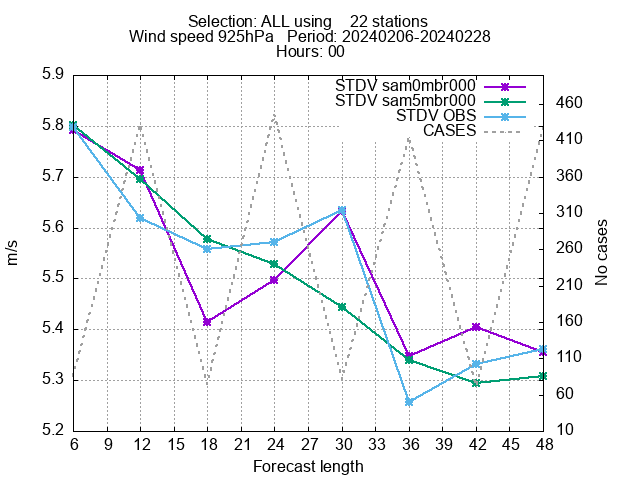 Selection: ALL using    22 stations
Wind speed 925hPa   Period: 20240206-20240228
Hours: 00
STDV sam0mbr000
STDV sam5mbr000
STDV OBS
CASES
5.9
5.8
5.7
5.6
5.5
5.4
5.3
5.2
m/s
460
410
360
310
260
210
160
110
60
10
No cases
6 9 12 15 18 21 24 27 30 33 36 39 42 45 48
Forecast length